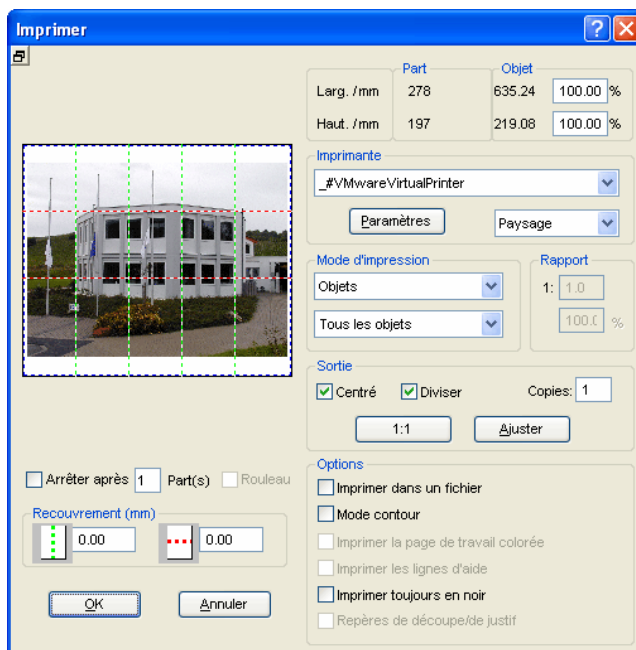 Imprimer
Part Objet
Larg. /mm 278 635.24 100.00 %
Haut. /mm 197 219.08 100.00 %
Imprimante
_#VMwareVirtualPrinter
Paramètres Paysage
Mode d'impression Rapport
Objets 1: 1.0
Tous les objets 100.0 %
Sortie
Centré Diviser Copies: 1
1:1 Ajuster
Arrêter après 1 Part(s) Rouleau
Recouvrement (mm)
0.00 0.00
OK Annuler
Options
Imprimer dans un fichier
Mode contour
Imprimer la page de travail colorée
Imprimer les lignes d'aide
Imprimer toujours en noir
Repères de découpe/de justif